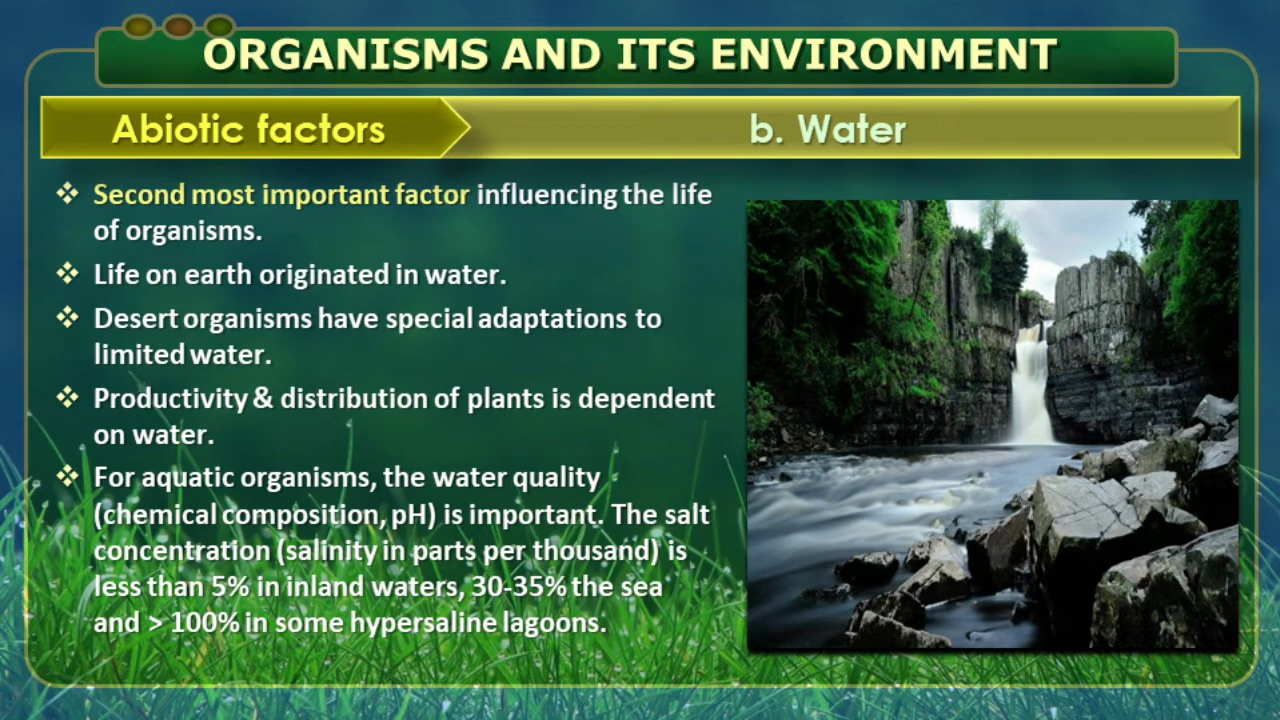 ORGANISMS AND ITS ENVIRONMENT
Abiotic factors
b. Water
❖ Second most important factor influencing the life
of organisms.
❖ Life on earth originated in water.
❖ Desert organisms have special adaptations to
limited water.
❖ Productivity & distribution of plants is dependent
on water.
❖ For aquatic organisms, the water quality
(chemical composition, pH) is important. The salt
concentration (salinity in parts per thousand) is
less than 5% in inland waters, 30-35% the sea
and > 100% in some hypersaline lagoons.